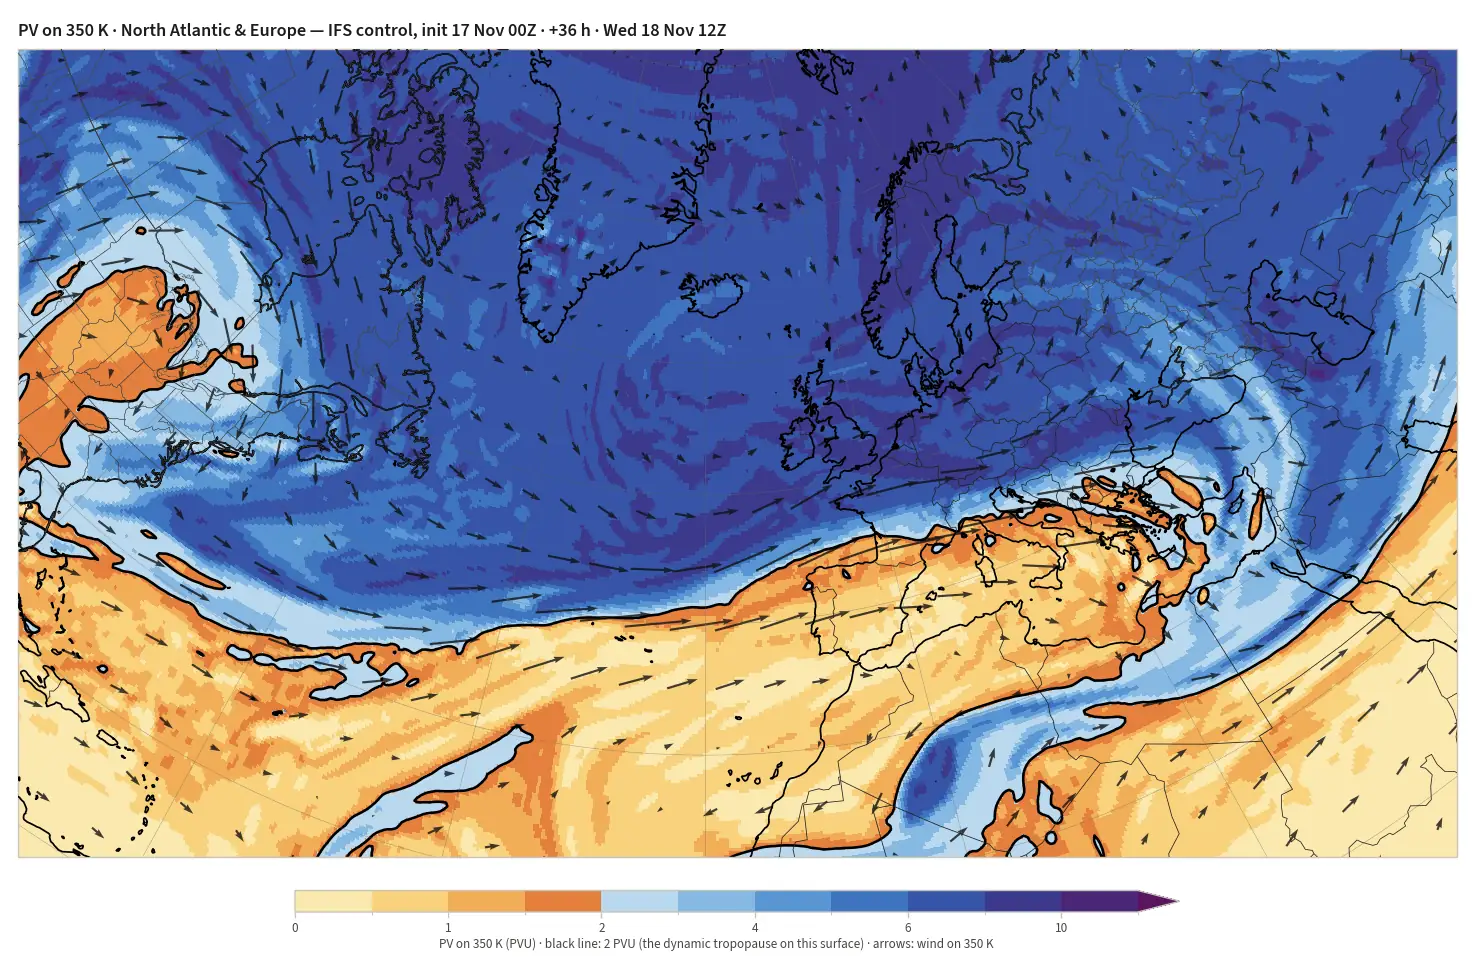 PV on 350 K · North Atlantic & Europe — IFS control, init 17 Nov 00Z · +36 h · Wed 18 Nov 12Z
0 1 2 4 6 10
PV on 350 K (PVU) · black line: 2 PVU (the dynamic tropopause on this surface) · arrows: wind on 350 K